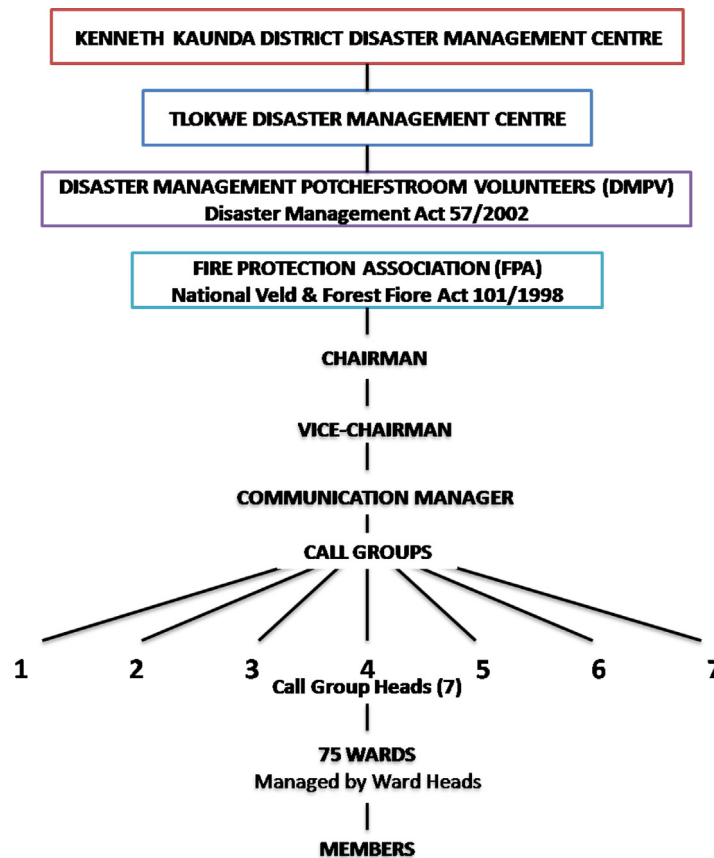 KENNETH KAUNDA DISTRICT DISASTER MANAGEMENT CENTRE
TLOKWE DISASTER MANAGEMENT CENTRE
DISASTER MANAGEMENT POTCHEFSTROOM VOLUNTEERS (DMPV)
Disaster Management Act 57/2002
FIRE PROTECTION ASSOCIATION (FPA)
National Veld & Forest Fiore Act 101/1998
CHAIRMAN
VICE-CHAIRMAN
COMMUNICATION MANAGER
CALL GROUPS
1 2 3 4 5 6 7
Call Group Heads (7)
75 WARDS
Managed by Ward Heads
MEMBERS